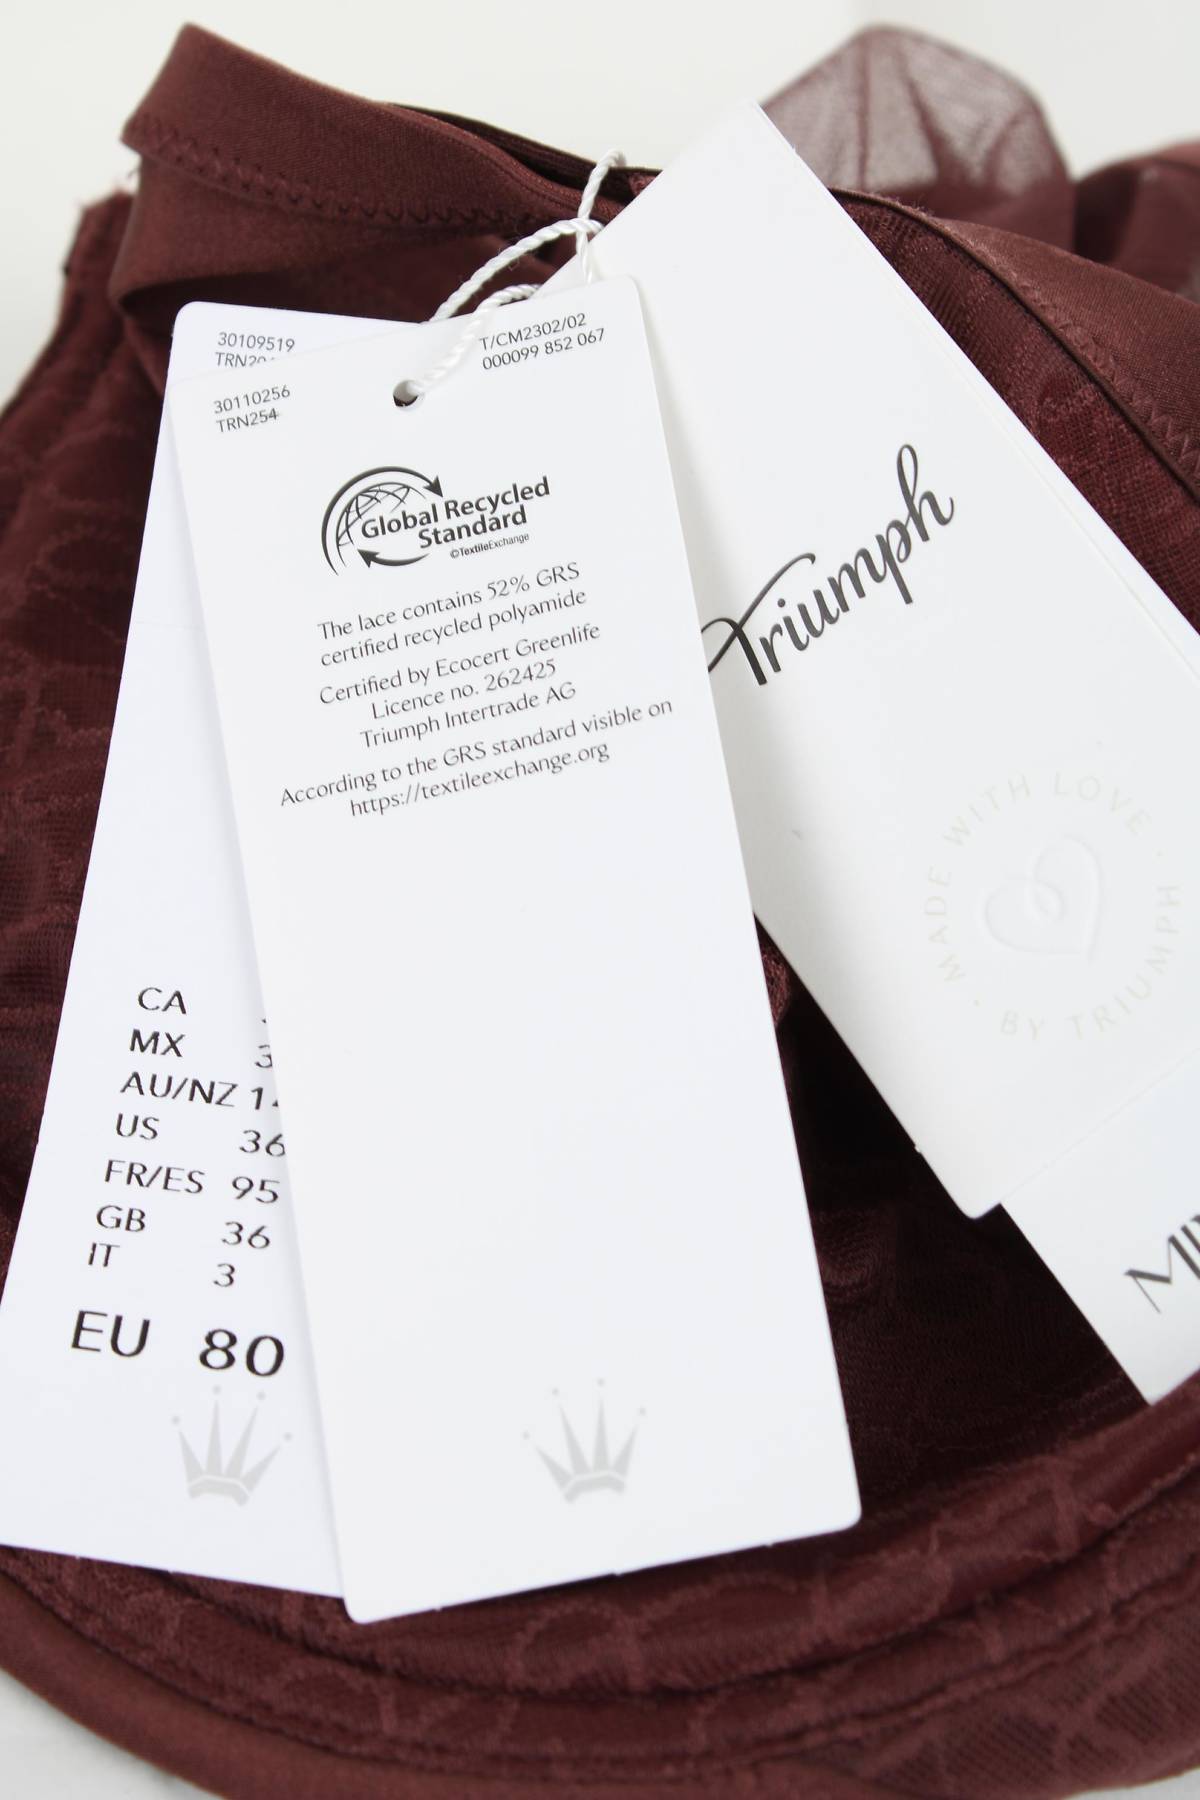 30109519
30110256
TRN254
T/CM2302/02
000099 852 067
Global Recycled
Standard
©TextileExchange
The lace contains 52% GRS
certified recycled polyamide
Certified by Ecocert Greenlife
Licence no. 262425
Triumph Intertrade AG
According to the GRS standard visible on
https://textileexchange.org
Triumph
MADE WITH LOVE · BY TRIUMPH ·
CA
MX
AU/NZ
US 36
FR/ES 95
GB 36
IT 3
EU 80